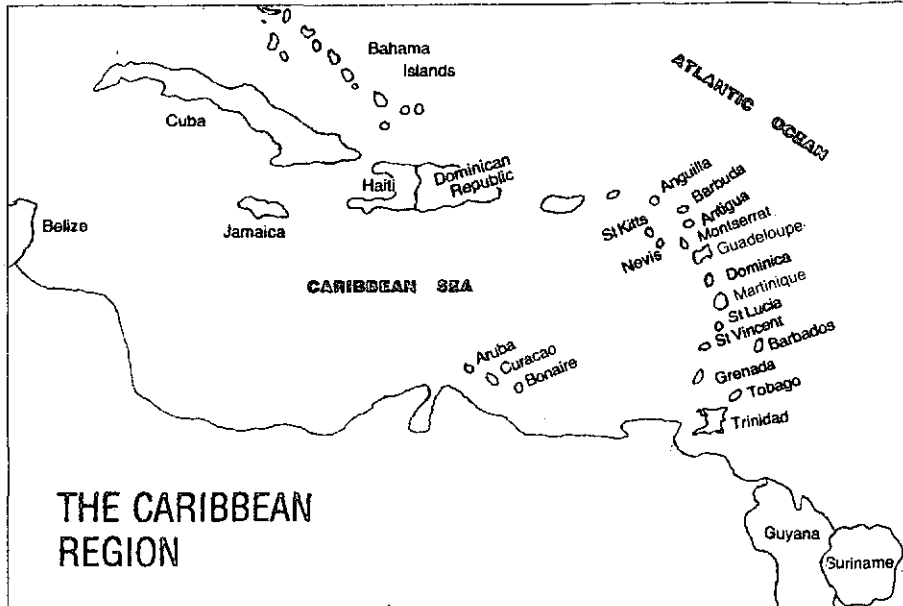 Bahama
Islands
ATLANTIC OCEAN
Cuba
Haiti
Dominican
Republic
Anguilla
Barbuda
St Kitts
Antigua
Belize
Jamaica
Montserrat
Nevis
Guadeloupe.
Dominica
CARIBBEAN SEA
Martinique
St Lucia
St Vincent
Barbados
Aruba
Curacao
Bonaire
Grenada
Tobago
Trinidad
THE CARIBBEAN
REGION
Guyana
Suriname